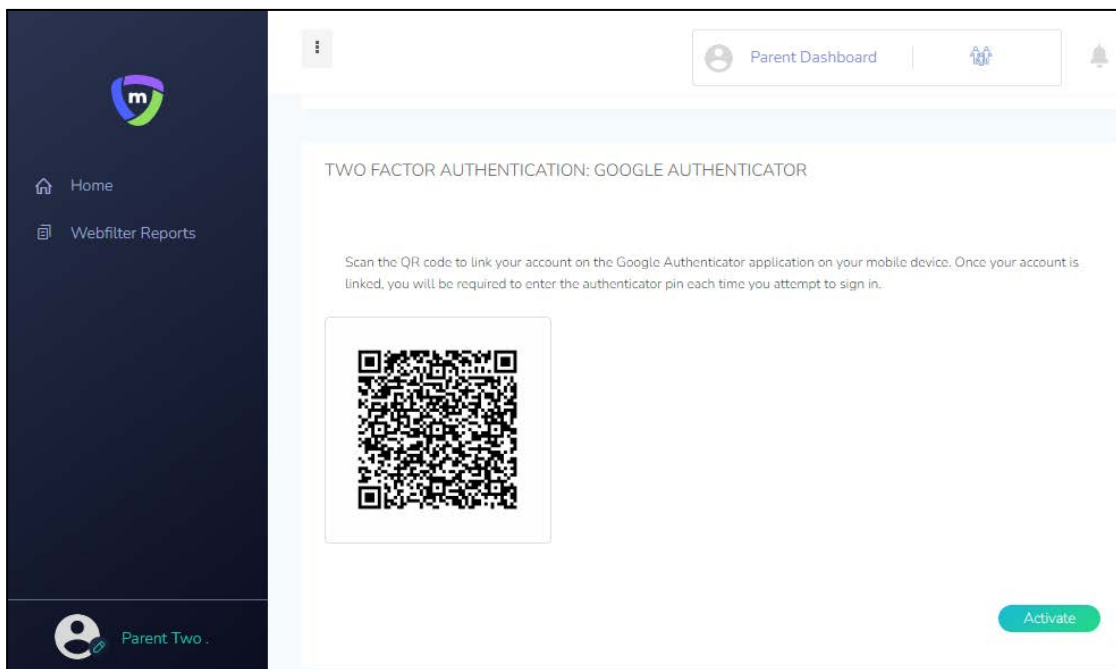 m
Parent Dashboard
Home
Webfilter Reports
TWO FACTOR AUTHENTICATION: GOOGLE AUTHENTICATOR
Scan the QR code to link your account on the Google Authenticator application on your mobile device. Once your account is
linked, you will be required to enter the authenticator pin each time you attempt to sign in.
Activate
Parent Two .